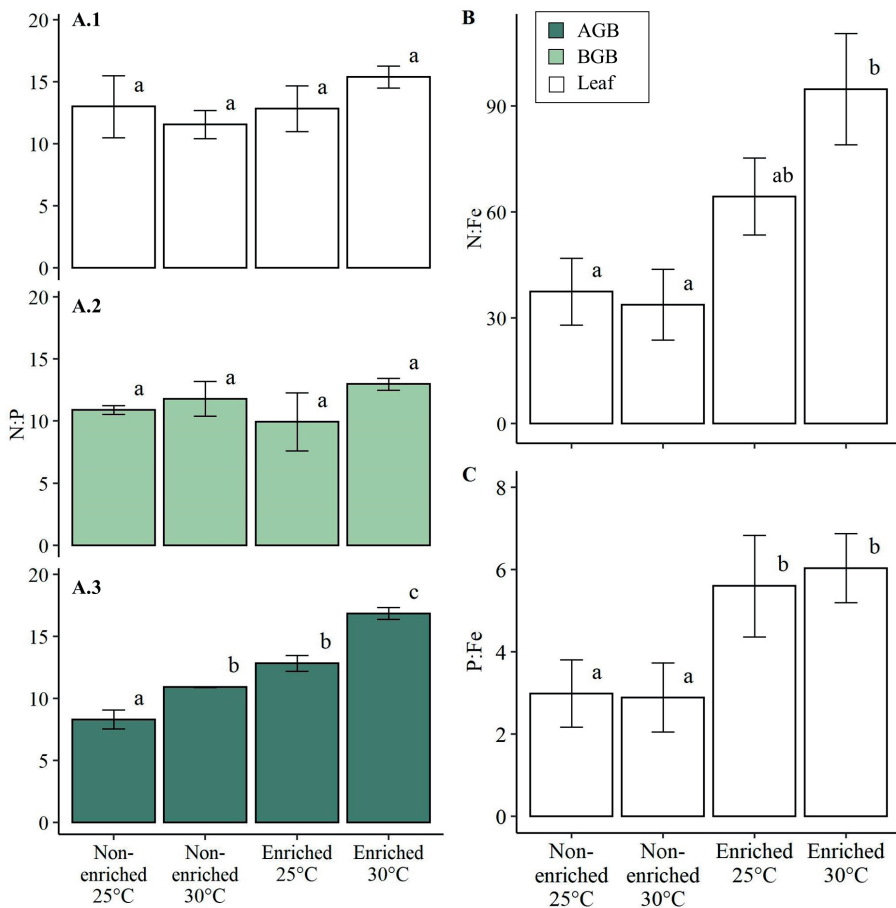 A.1
20
15
10
5
0
a
a
a
a
A.2
20
15
10
5
0
a
a
a
a
N:P
A.3
20
15
10
5
0
a
b
b
c
Non-
enriched
25°C
Non-
enriched
30°C
Enriched
25°C
Enriched
30°C
B
AGB
BGB
Leaf
90
60
30
0
N:Fe
a
a
ab
b
C
8
6
4
2
0
P:Fe
a
a
b
b
Non-
enriched
25°C
Non-
enriched
30°C
Enriched
25°C
Enriched
30°C